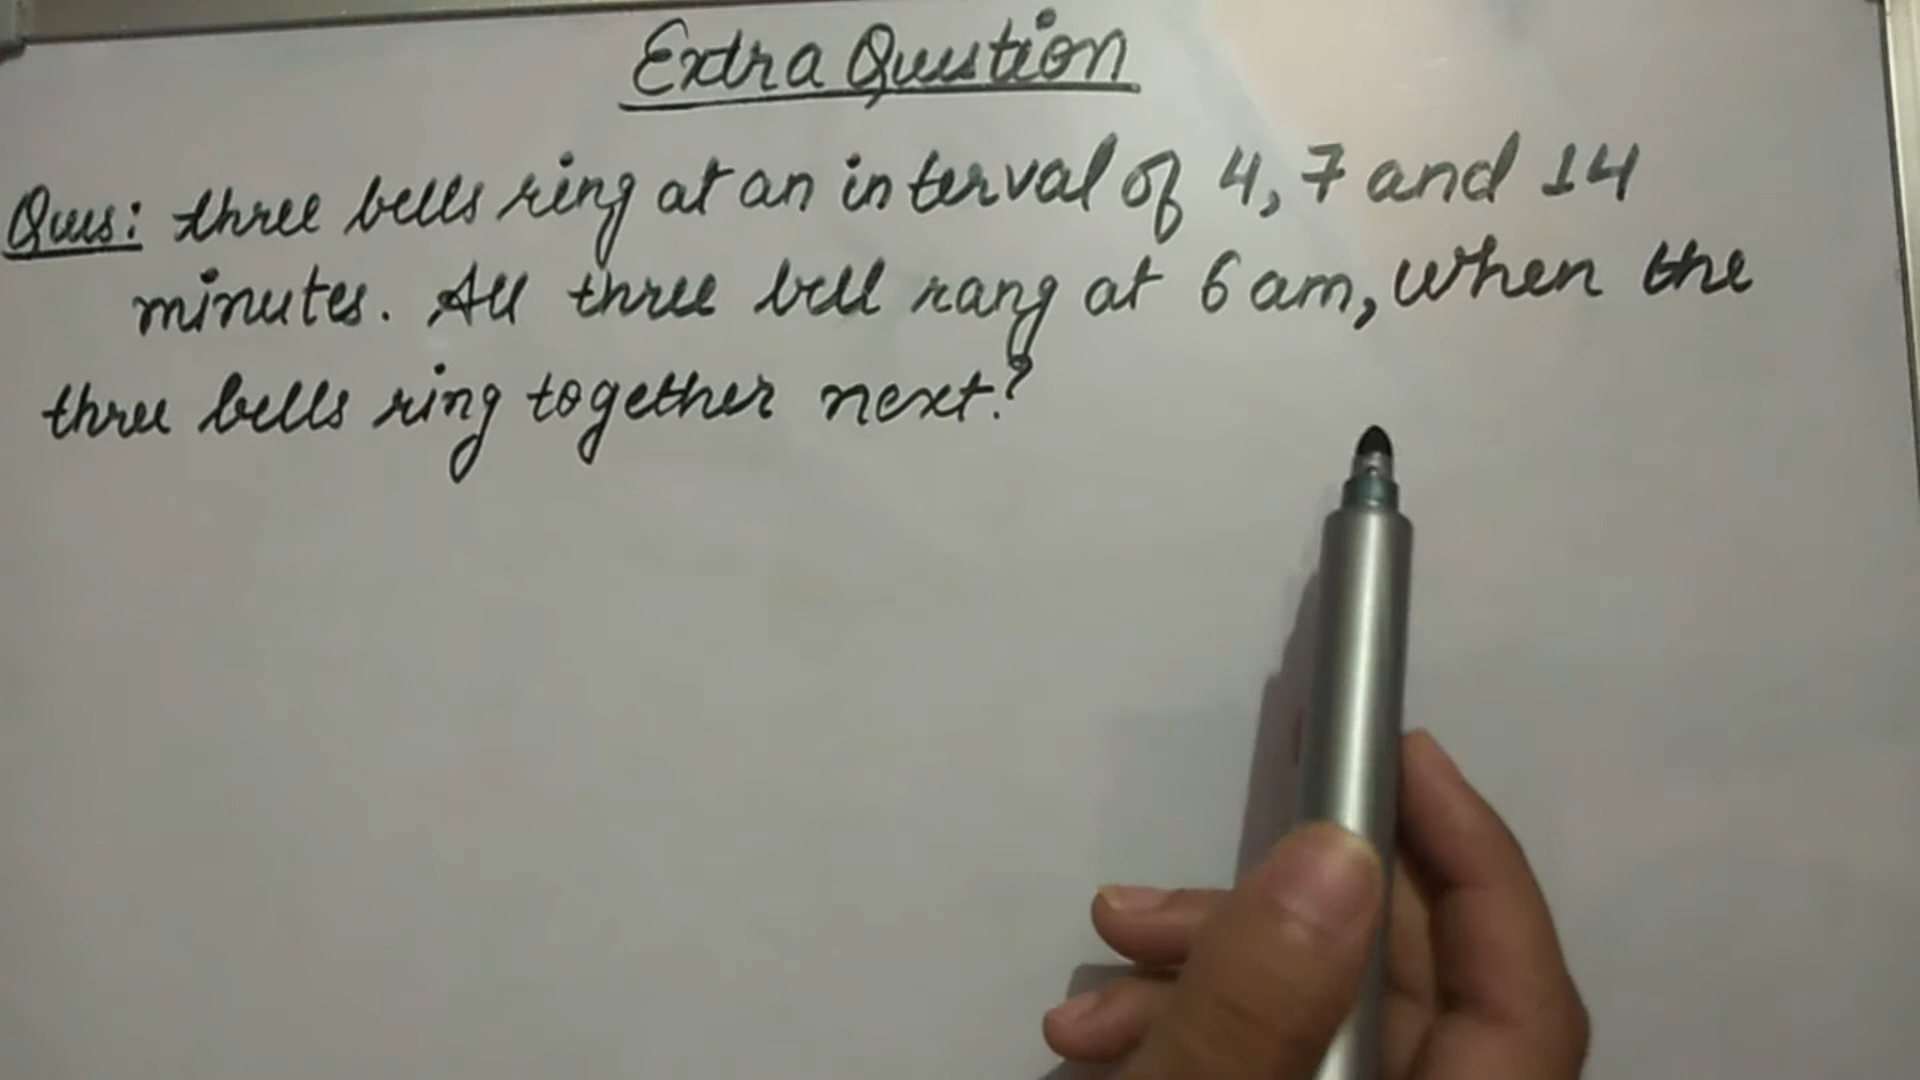 Extra Question
Ques: three bells ring at an interval of 4, 7 and 14
minutes. All three bell rang at 6 am, when the
three bells ring together next?